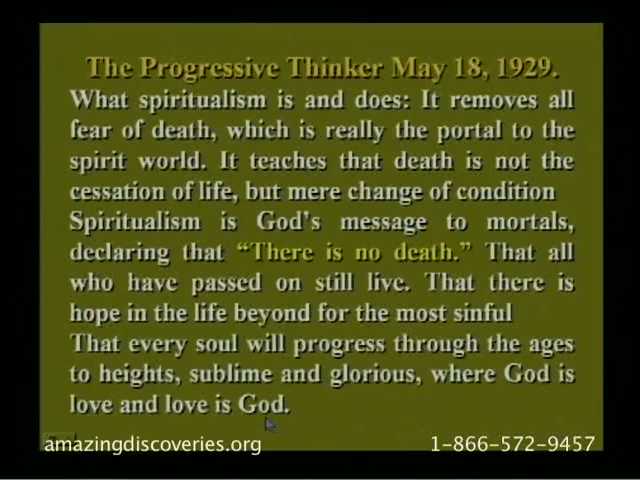 The Progressive Thinker May 18, 1929.
What spiritualism is and does: It removes all
fear of death, which is really the portal to the
spirit world. It teaches that death is not the
cessation of life, but mere change of condition
Spiritualism is God's message to mortals,
declaring that “There is no death.” That all
who have passed on still live. That there is
hope in the life beyond for the most sinful
That every soul will progress through the ages
to heights, sublime and glorious, where God is
love and love is God.
amazingdiscoveries.org 1-866-572-9457